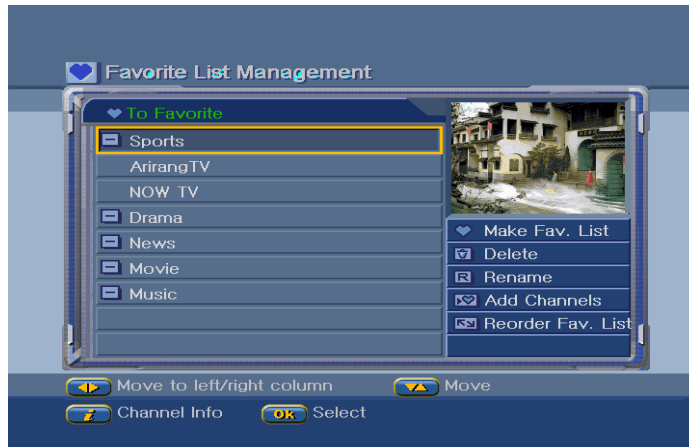 Favorite List Management
To Favorite
Sports
ArirangTV
NOW TV
Drama
News
Movie
Music
Make Fav. List
Delete
R Rename
Add Channels
Reorder Fav. List
Move to left/right column
Move
i Channel Info
OK Select